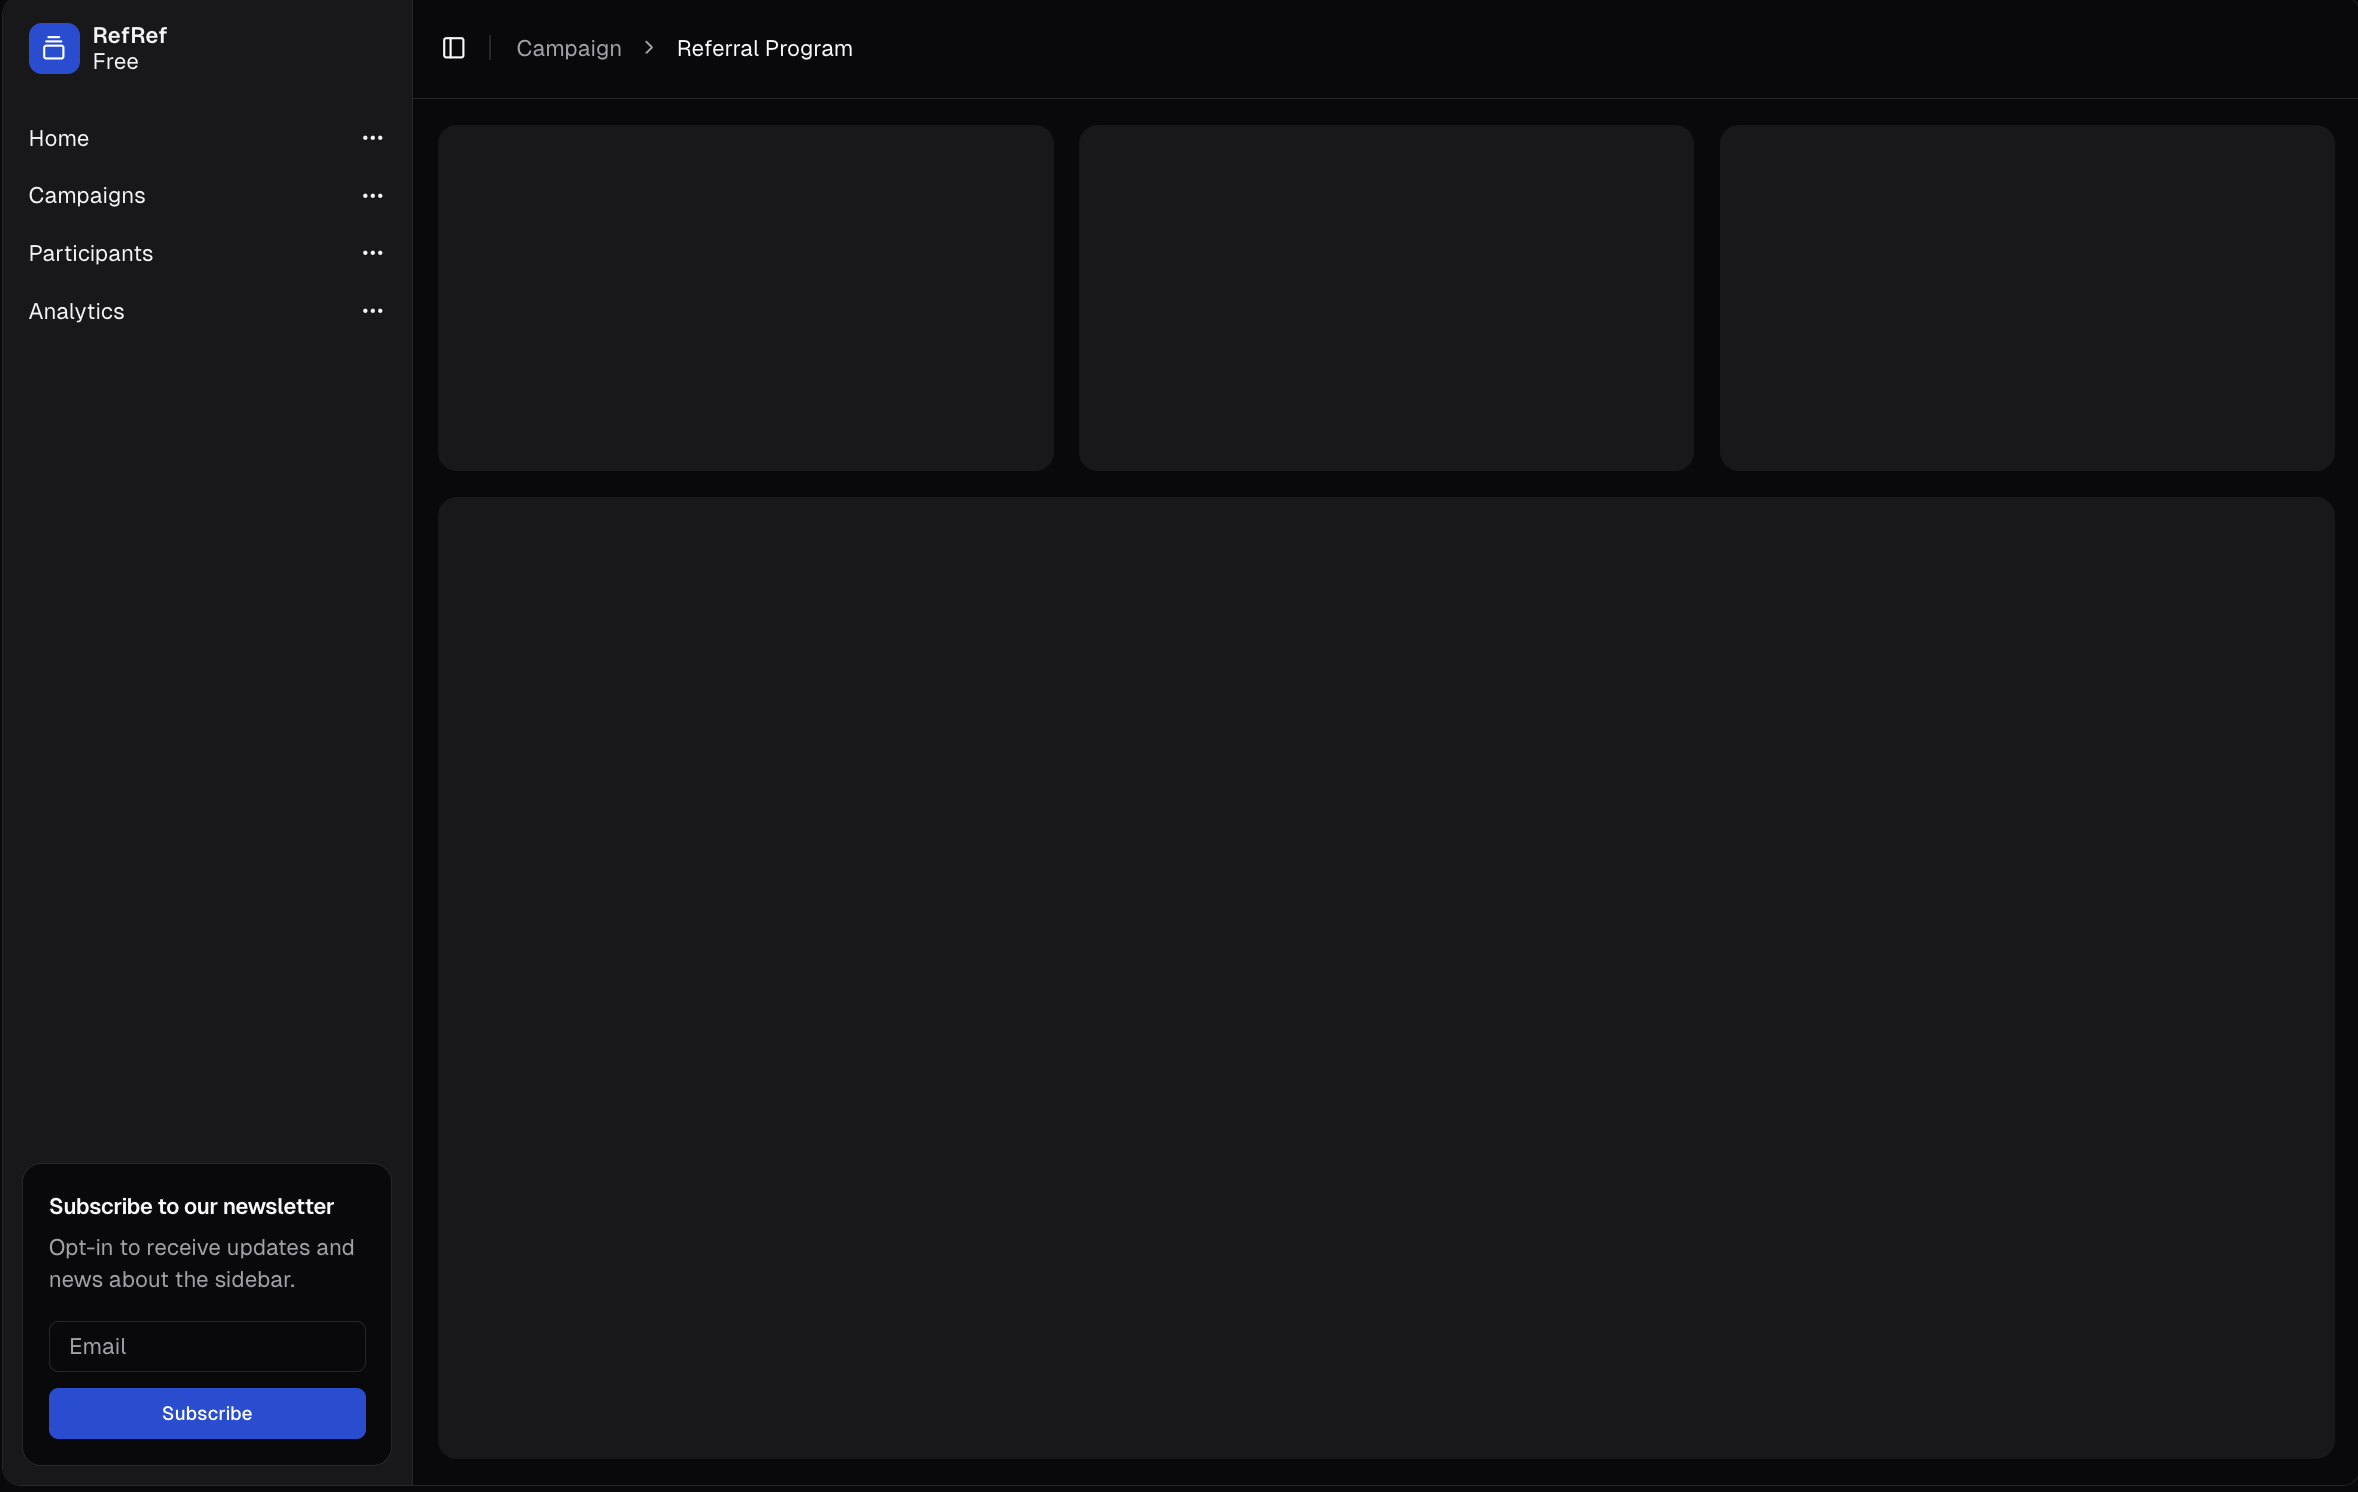 RefRef
Free
Home
Campaigns
Participants
Analytics
Subscribe to our newsletter
Opt-in to receive updates and
news about the sidebar.
Email
Subscribe
Campaign
Referral Program